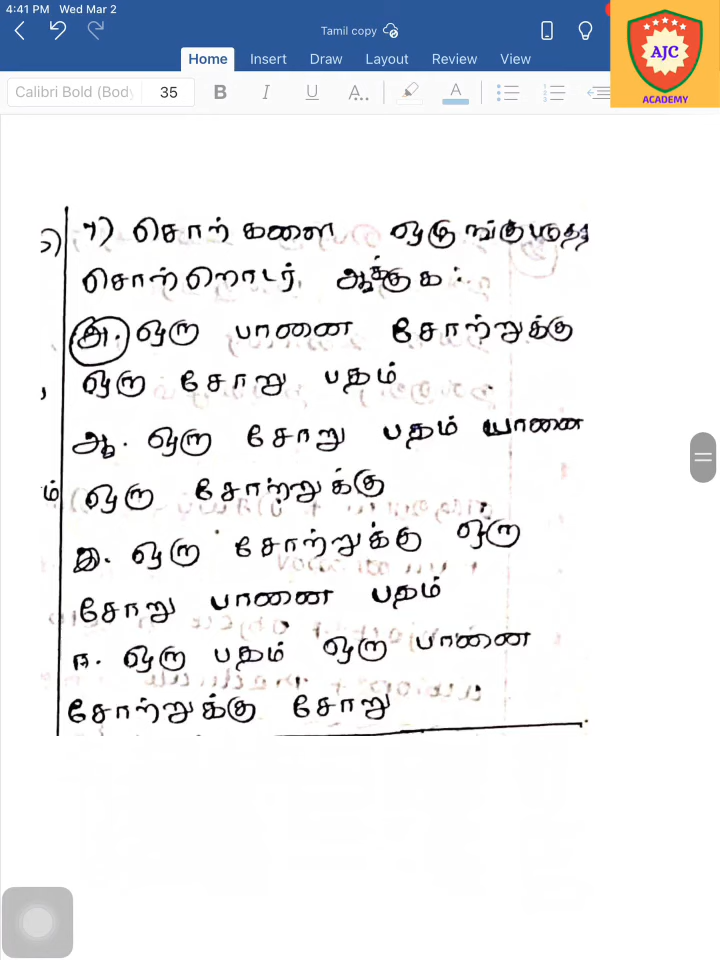 4:41 PM Wed Mar 2
Tamil copy
Home Insert Draw Layout Review View
Calibri Bold (Body 35 B I U A... A
AJC
ACADEMY
௭) சொற்களை ஒழுங்குபடுத்த
சொற்றொடர் ஆக்குக:
அ. ஒரு பானை சோற்றுக்கு
ஒரு சோறு பதம்
ஆ. ஒரு சோறு பதம் பானை
ம் ஒரு சோற்றுக்கு
இ. ஒரு சோற்றுக்கு ஒரு
சோறு பானை பதம்
ஈ. ஒரு பதம் ஒரு பானை
சோற்றுக்கு சோறு